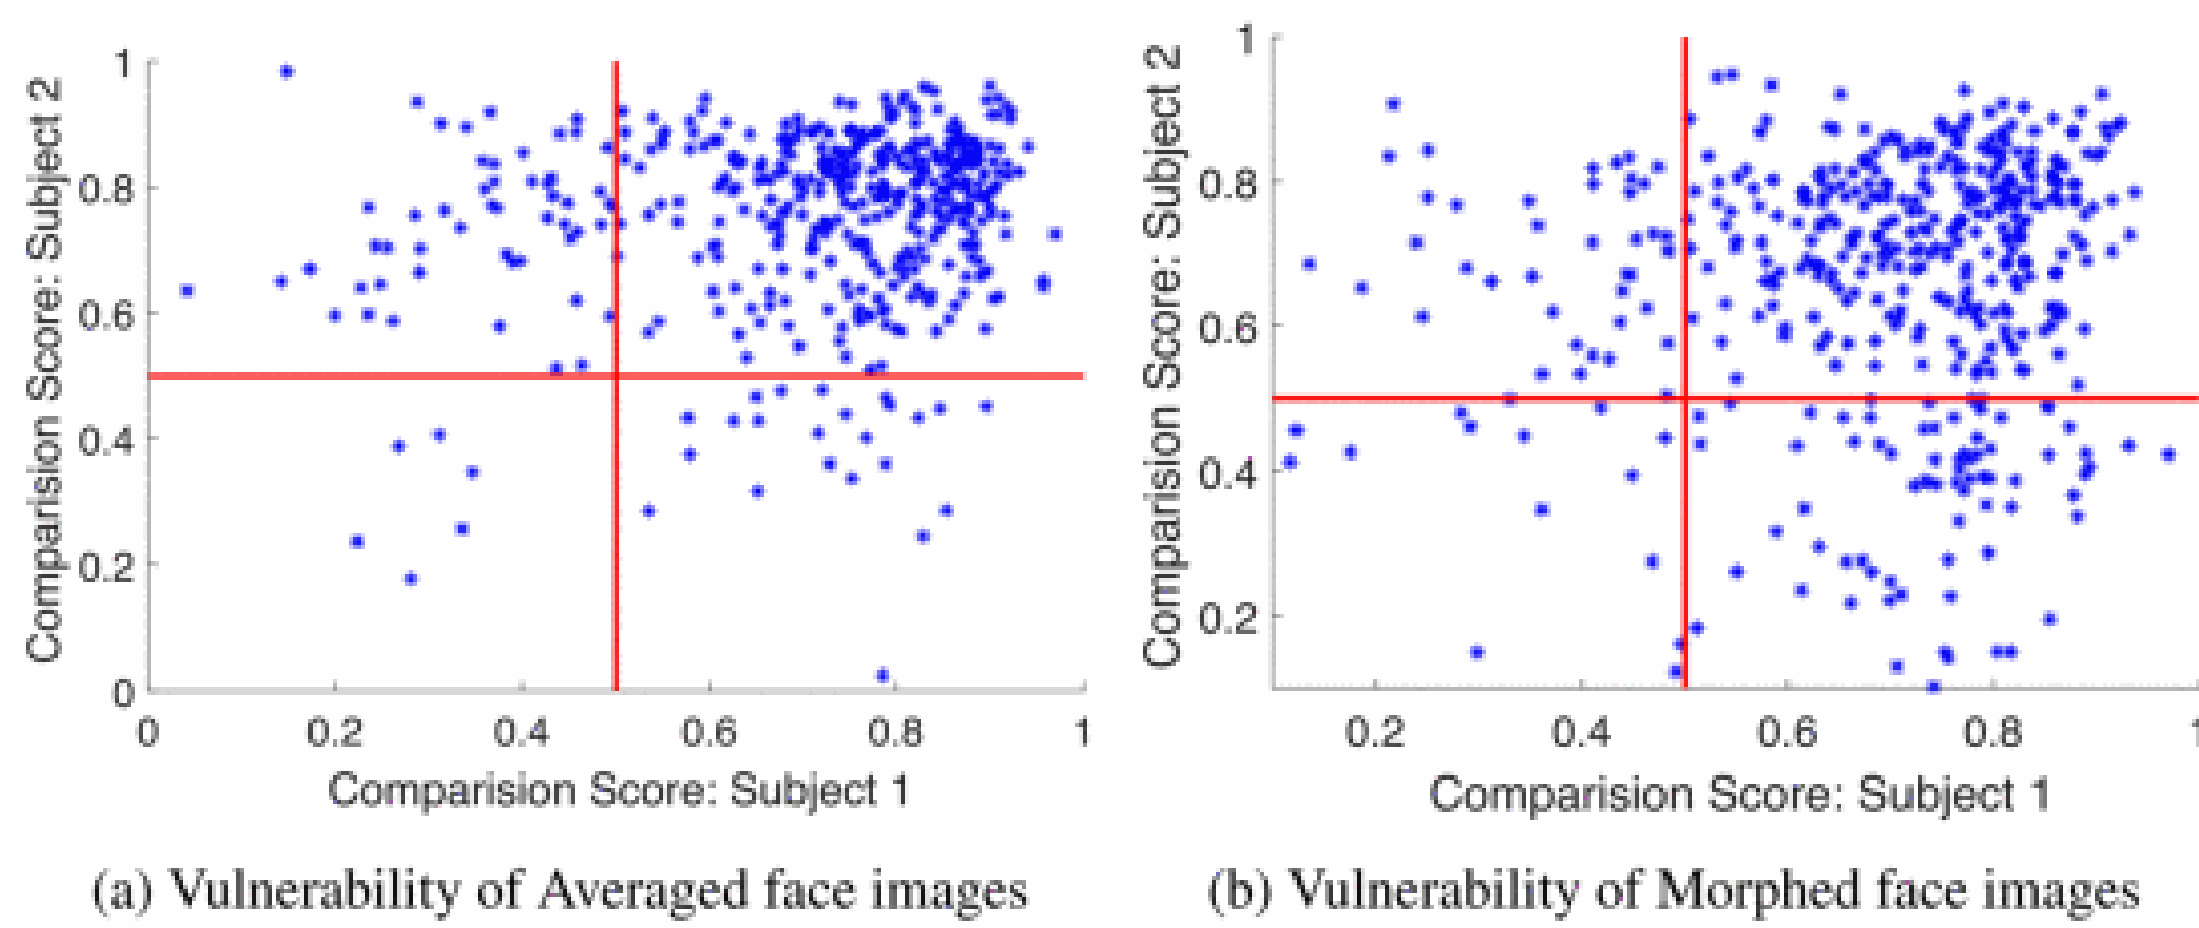 Comparision Score: Subject 2
1
0.8
0.6
0.4
0.2
0
0 0.2 0.4 0.6 0.8 1
Comparision Score: Subject 1
(a) Vulnerability of Averaged face images
Comparision Score: Subject 2
1
0.8
0.6
0.4
0.2
0.2 0.4 0.6 0.8 1
Comparision Score: Subject 1
(b) Vulnerability of Morphed face images